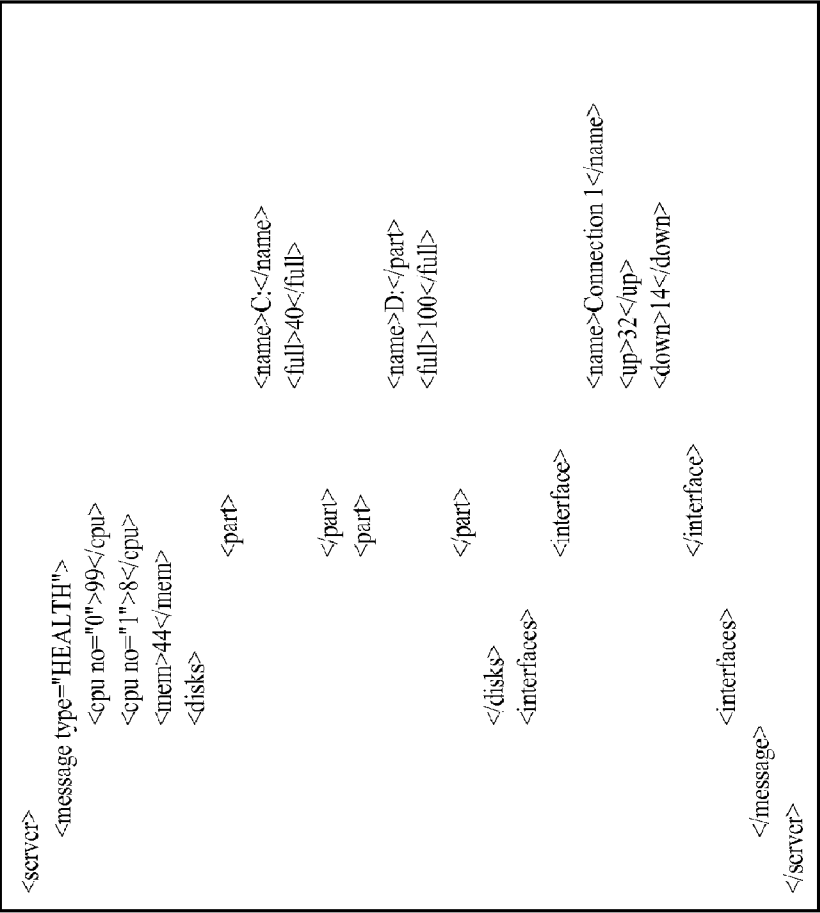 <server>
<message type="HEALTH">
<cpu no="0">99</cpu>
<cpu no="1">8</cpu>
<mem>44</mem>
<disks>
<part>
<name>C:</name>
<full>40</full>
</part>
<part>
<name>D:</part>
<full>100</full>
</part>
</disks>
<interfaces>
<interface>
<name>Connection 1</name>
<up>32</up>
<down>14</down>
</interface>
<interfaces>
</message>
</server>